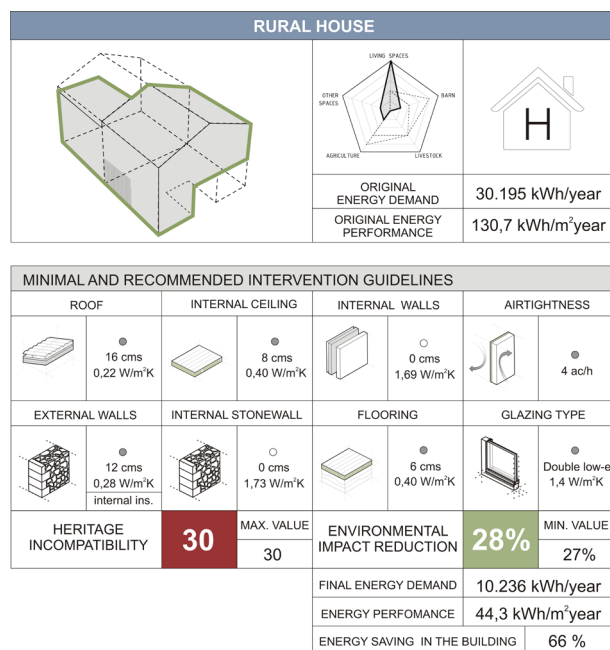 RURAL HOUSE
LIVING SPACES
OTHER
SPACES
BARN
AGRICULTURE
LIVESTOCK
H
ORIGINAL
ENERGY DEMAND
30.195 kWh/year
ORIGINAL ENERGY
PERFORMANCE
130,7 kWh/m²year
MINIMAL AND RECOMMENDED INTERVENTION GUIDELINES
ROOF
INTERNAL CEILING
INTERNAL WALLS
AIRTIGHTNESS
16 cms
0,22 W/m²K
8 cms
0,40 W/m²K
0 cms
1,69 W/m²K
4 ac/h
EXTERNAL WALLS
INTERNAL STONEWALL
FLOORING
GLAZING TYPE
12 cms
0,28 W/m²K
internal ins.
0 cms
1,73 W/m²K
6 cms
0,40 W/m²K
Double low-e
1,4 W/m²K
HERITAGE
INCOMPATIBILITY
30
MAX. VALUE
30
ENVIRONMENTAL
IMPACT REDUCTION
28%
MIN. VALUE
27%
FINAL ENERGY DEMAND
10.236 kWh/year
ENERGY PERFOMANCE
44,3 kWh/m²year
ENERGY SAVING IN THE BUILDING
66 %